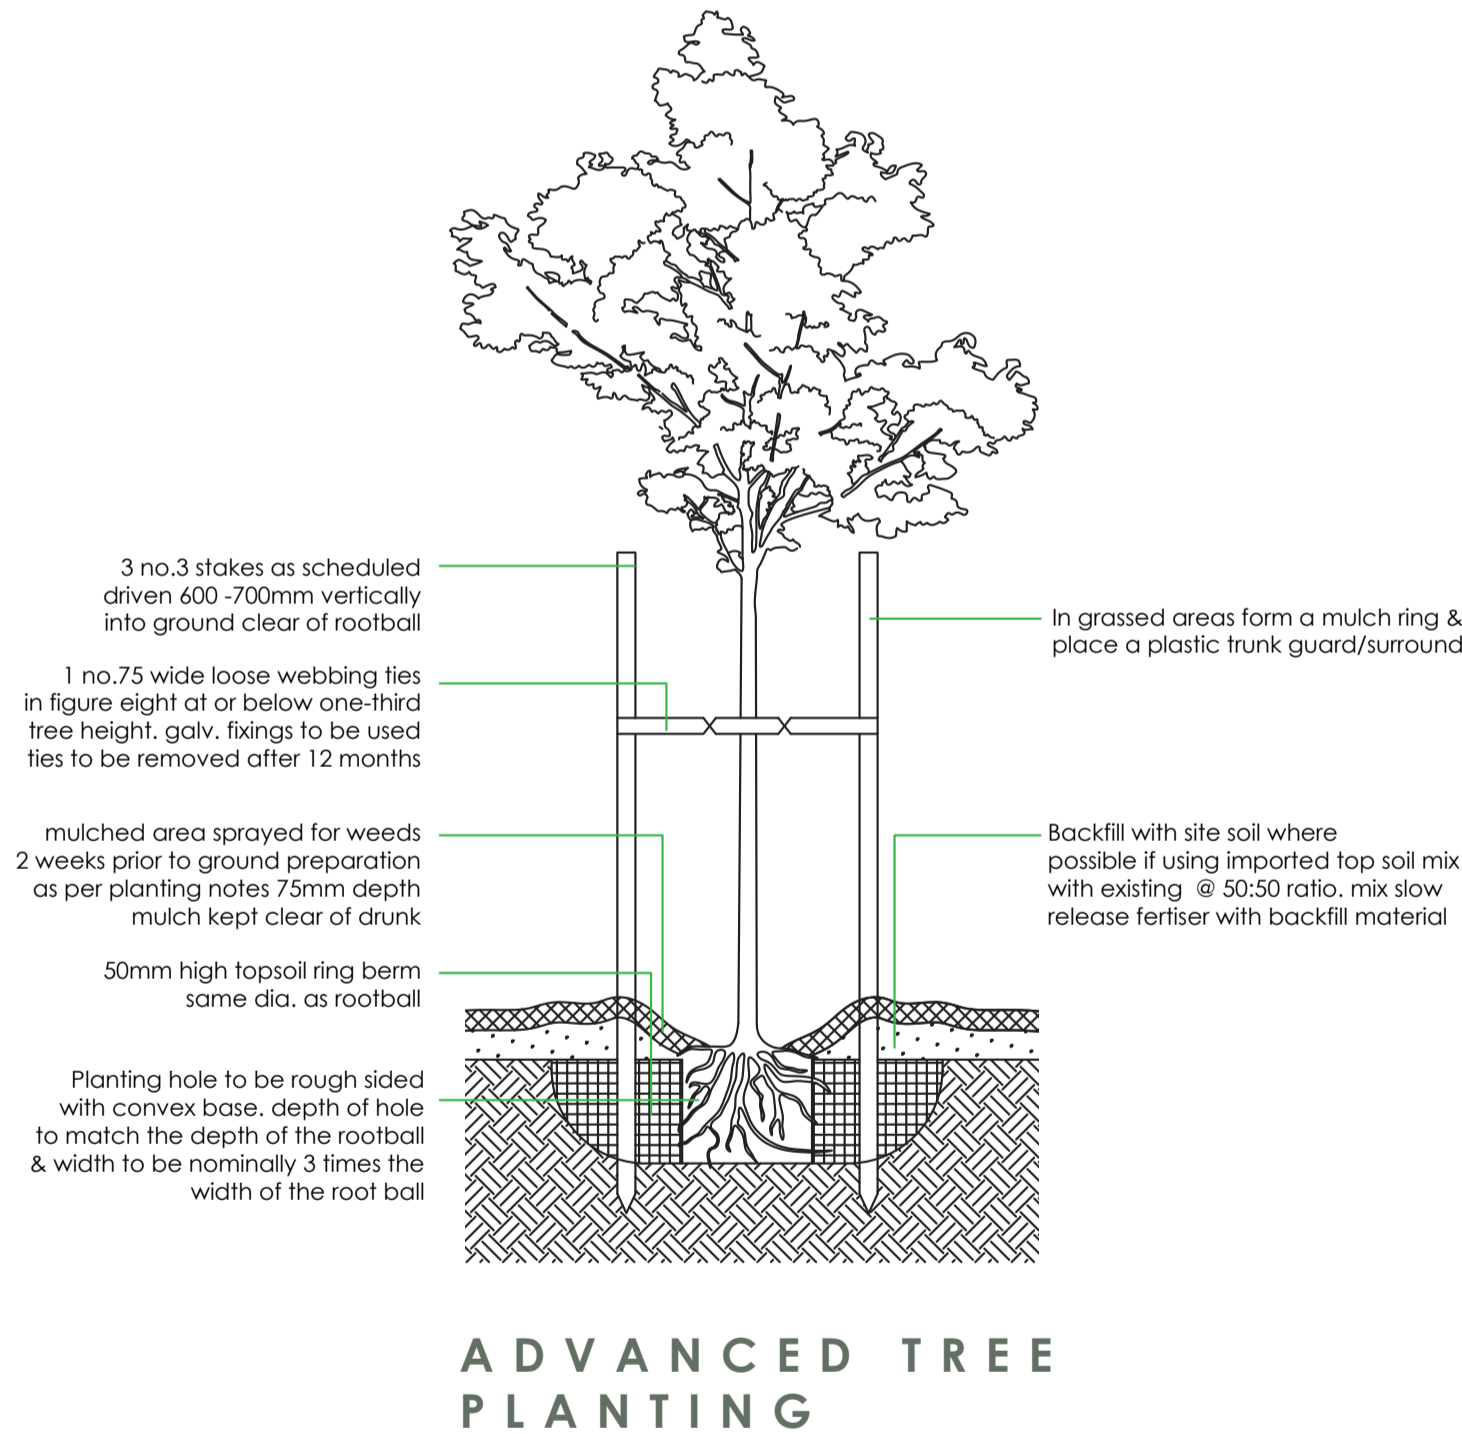 3 no.3 stakes as scheduled
driven 600 -700mm vertically
into ground clear of rootball
1 no.75 wide loose webbing ties
in figure eight at or below one-third
tree height. galv. fixings to be used
ties to be removed after 12 months
mulched area sprayed for weeds
2 weeks prior to ground preparation
as per planting notes 75mm depth
mulch kept clear of drunk
50mm high topsoil ring berm
same dia. as rootball
Planting hole to be rough sided
with convex base. depth of hole
to match the depth of the rootball
& width to be nominally 3 times the
width of the root ball
In grassed areas form a mulch ring &
place a plastic trunk guard/surround
Backfill with site soil where
possible if using imported top soil mix
with existing @ 50:50 ratio. mix slow
release fertiser with backfill material
ADVANCED TREE
PLANTING